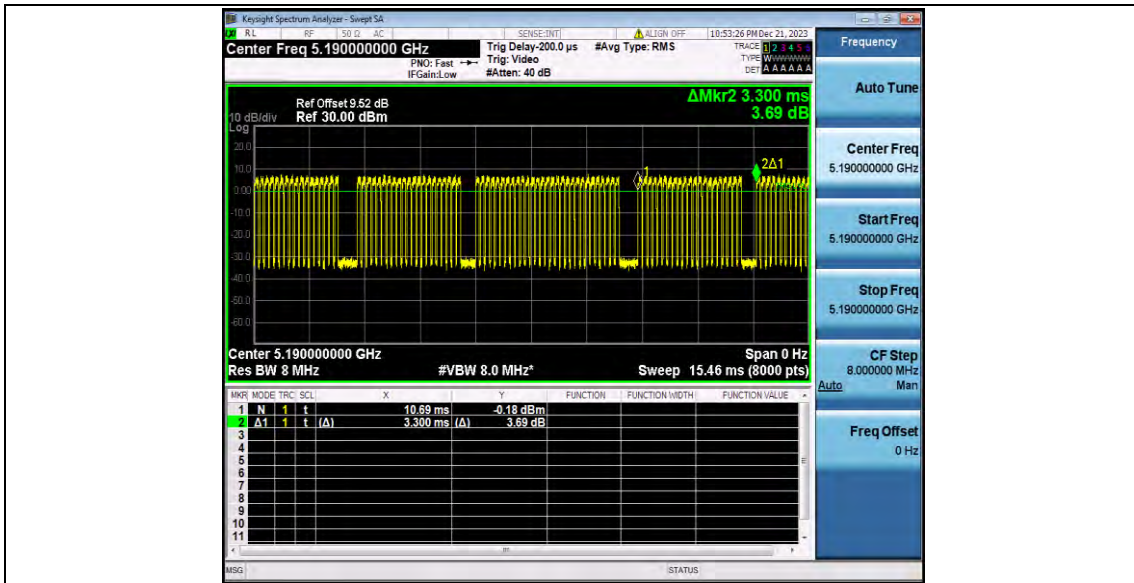 Keysight Spectrum Analyzer - Swept SA
RL RF 50 Ω AC SENSE:INT ALIGN OFF 10:53:26 PM Dec 21, 2023
Center Freq 5.190000000 GHz
PNO: Fast
IFGain:Low
Trig Delay-200.0 µs
Trig: Video
#Atten: 40 dB
#Avg Type: RMS
TRACE 1 2 3 4 5 6
TYPE WWWWWW
DET A A A A A A
ΔMkr2 3.300 ms
3.69 dB
Ref Offset 9.52 dB
10 dB/div Ref 30.00 dBm
Log
20.0
10.0
0.00
-10.0
-20.0
-30.0
-40.0
-50.0
-60.0
1
2Δ1
Center 5.190000000 GHz Span 0 Hz
Res BW 8 MHz #VBW 8.0 MHz* Sweep 15.46 ms (8000 pts)
MKR MODE TRC SCL X Y FUNCTION FUNCTION WIDTH FUNCTION VALUE
1 N 1 t 10.69 ms -0.18 dBm
2 Δ1 1 t (Δ) 3.300 ms (Δ) 3.69 dB
3
4
5
6
7
8
9
10
11
MSG STATUS
Frequency
Auto Tune
Center Freq
5.190000000 GHz
Start Freq
5.190000000 GHz
Stop Freq
5.190000000 GHz
CF Step
8.000000 MHz
Auto Man
Freq Offset
0 Hz